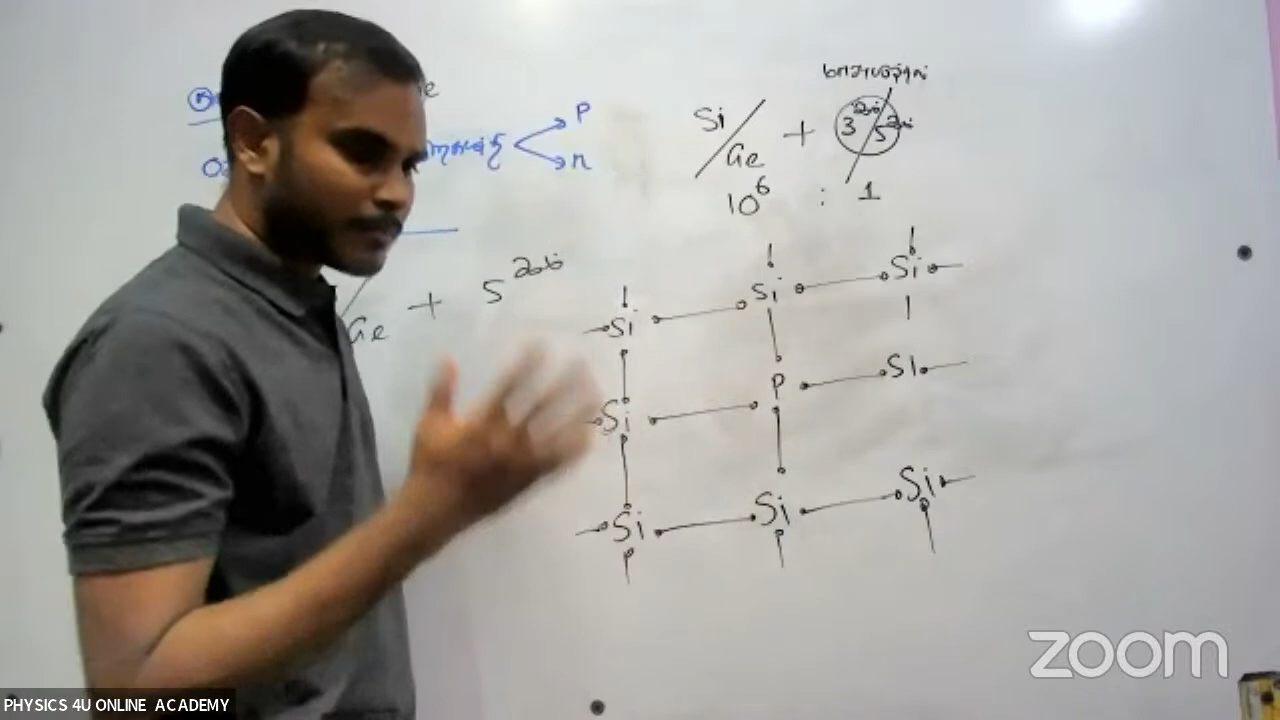 e
P
n
Si / Ge + 3 5
10⁶ : 1
Ge + 5
Si Si Si
Si P Si
Si Si Si
zoom
PHYSICS 4U ONLINE ACADEMY